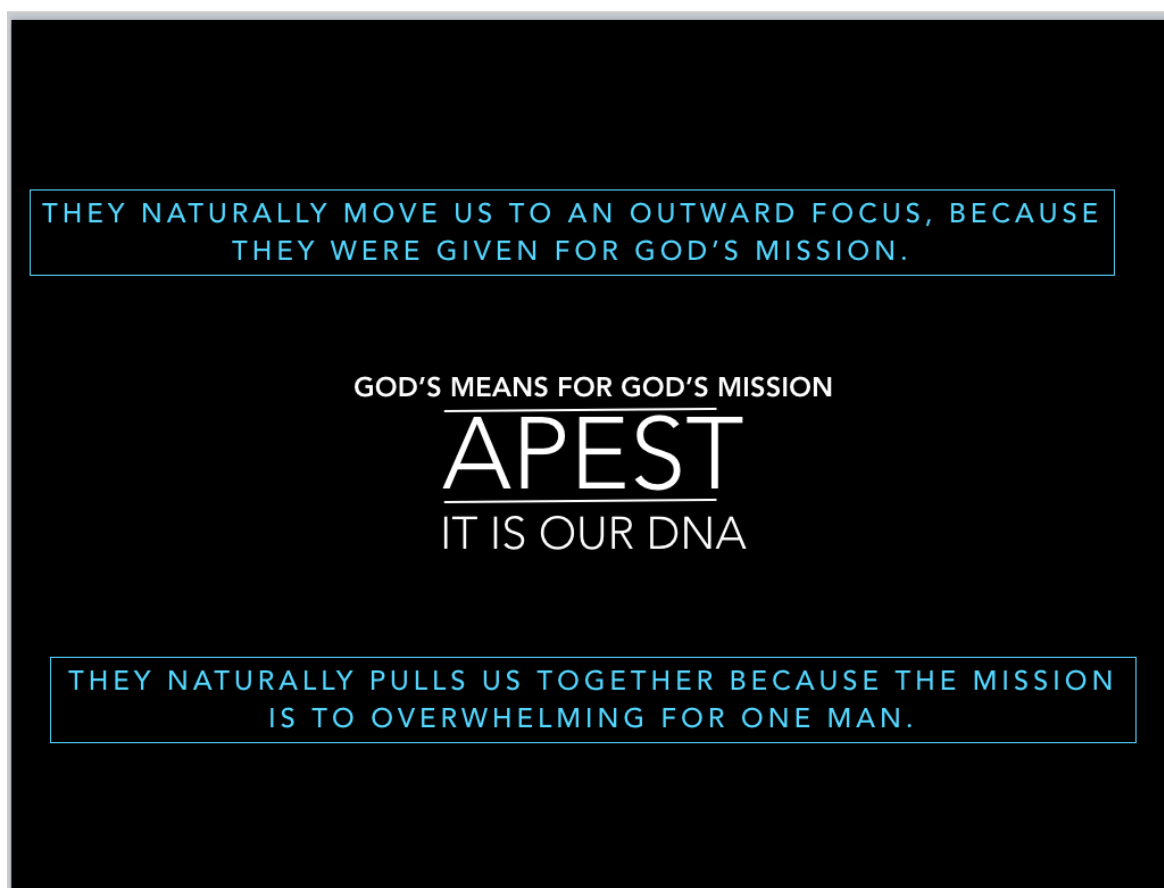 THEY NATURALLY MOVE US TO AN OUTWARD FOCUS, BECAUSE
THEY WERE GIVEN FOR GOD’S MISSION.
GOD’S MEANS FOR GOD’S MISSION
APEST
IT IS OUR DNA
THEY NATURALLY PULLS US TOGETHER BECAUSE THE MISSION
IS TO OVERWHELMING FOR ONE MAN.